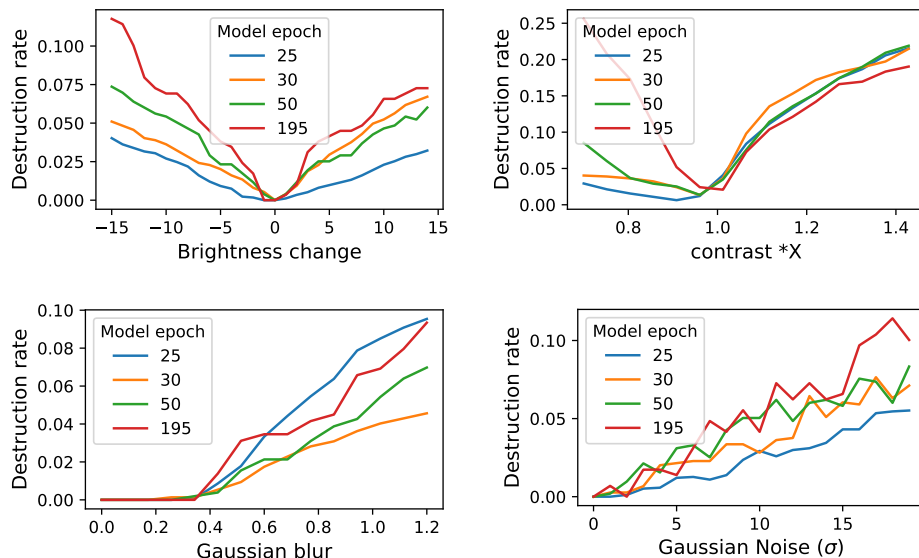 Model epoch
25
30
50
195
0.100
0.075
0.050
0.025
0.000
Destruction rate
−15 −10 −5 0 5 10 15
Brightness change
Model epoch
25
30
50
195
0.25
0.20
0.15
0.10
0.05
0.00
Destruction rate
0.8 1.0 1.2 1.4
contrast *X
Model epoch
25
30
50
195
0.10
0.08
0.06
0.04
0.02
0.00
Destruction rate
0.0 0.2 0.4 0.6 0.8 1.0 1.2
Gaussian blur
Model epoch
25
30
50
195
0.10
0.05
0.00
Destruction rate
0 5 10 15
Gaussian Noise (σ)